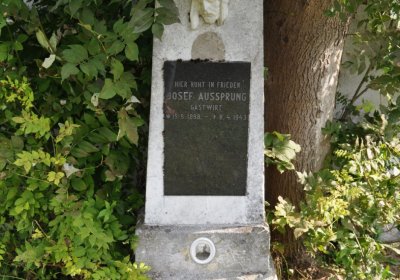 HIER RUHT IN FRIEDEN
JOSEF AUSSPRUNG
GASTWIRT